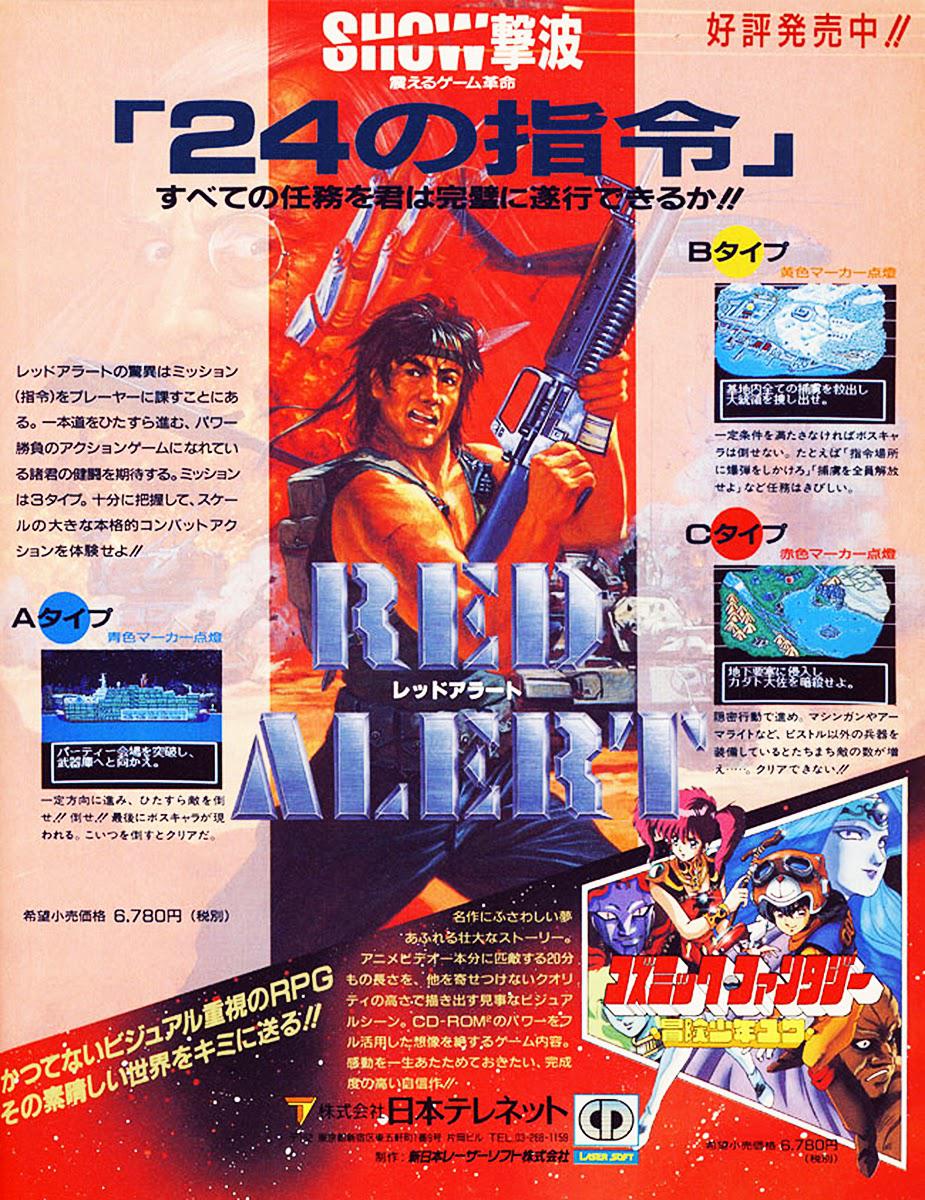 SHOW撃波
震えるゲーム革命
好評発売中!!
「24の指令」
すべての任務を君は完璧に遂行できるか!!
レッドアラートの驚異はミッション
(指令)をプレーヤーに課すことにあ
る。一本道をひたすら進む、パワー
勝負のアクションゲームになれてい
る諸君の健闘を期待する。ミッション
は3タイプ。十分に把握して、スケー
ルの大きな本格的コンバットアク
ションを体験せよ!!
Aタイプ
青色マーカー点燈
パーティー会場を突破し、
武器庫へと向かえ。
一定方向に進み、ひたすら敵を倒
せ!! 倒せ!! 最後にボスキャラが現
われる。こいつを倒すとクリアだ。
Bタイプ
黄色マーカー点燈
基地内全ての捕虜を救出し
大統領を捜し出せ。
一定条件を満たさなければボスキャ
ラは倒せない。たとえば「指令場所
に爆弾をしかけろ」「捕虜を全員解放
せよ」など任務はきびしい。
Cタイプ
赤色マーカー点燈
地下要塞に侵入し、
カダト大佐を暗殺せよ。
隠密行動で進め。マシンガンやアー
マライトなど、ピストル以外の兵器を
装備しているとたちまち敵の数が増
え……。クリアできない!!
RED
レッドアラート
ALERT
希望小売価格 6,780円(税別)
かつてないビジュアル重視のRPG
その素晴しい世界をキミに送る!!
名作にふさわしい夢
あふれる壮大なストーリー。
アニメビデオ一本分に匹敵する20分
もの長さを、他を寄せつけないクオリ
ティの高さで描き出す見事なビジュア
ルシーン。CD-ROM²のパワーをフ
ル活用した想像を絶するゲーム内容。
感動を一生あたためておきたい、完成
度の高い自信作!!
コズミック・ファンタジー
冒険少年ユウ
希望小売価格 6,780円
(税別)
株式会社 日本テレネット
〒162 東京都新宿区東五軒町1番9号 片岡ビル TEL.03-268-1159
制作:新日本レーザーソフト株式会社
CD
LASER SOFT